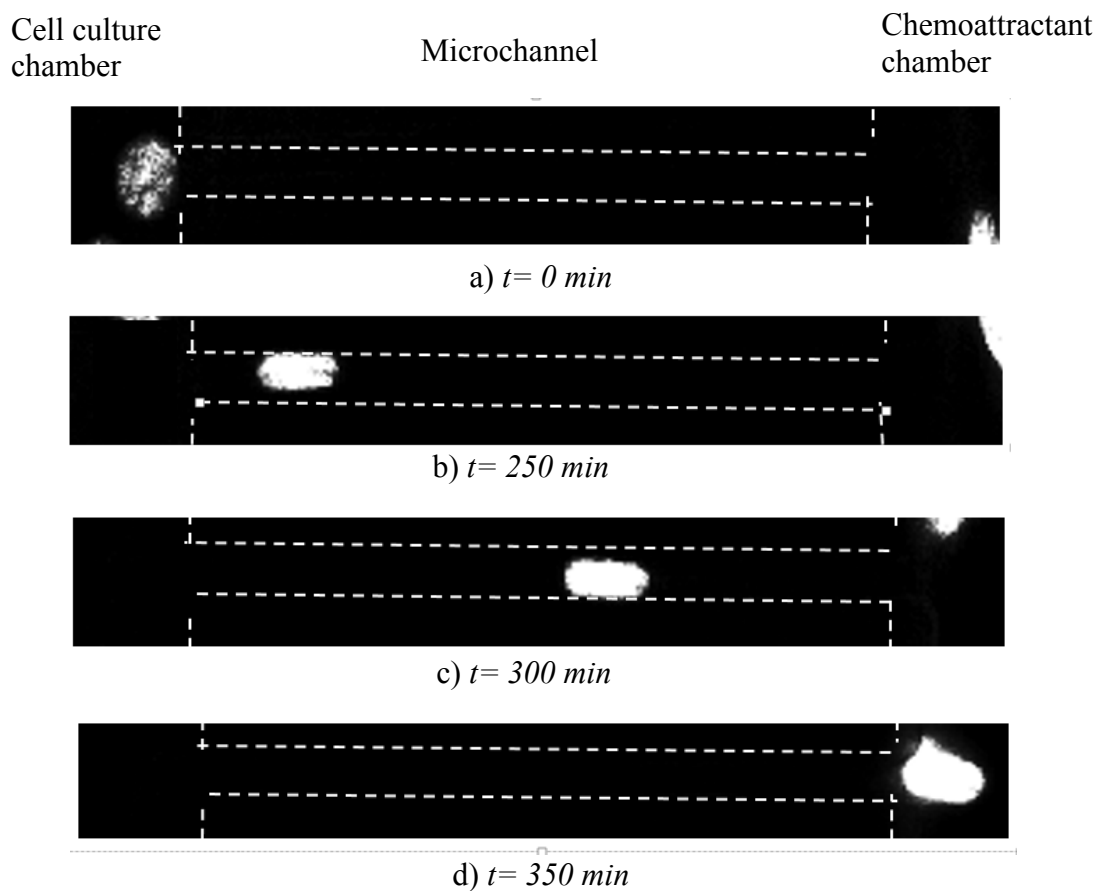 Cell culture
chamber
Microchannel
Chemoattractant
chamber
a) t= 0 min
b) t= 250 min
c) t= 300 min
d) t= 350 min